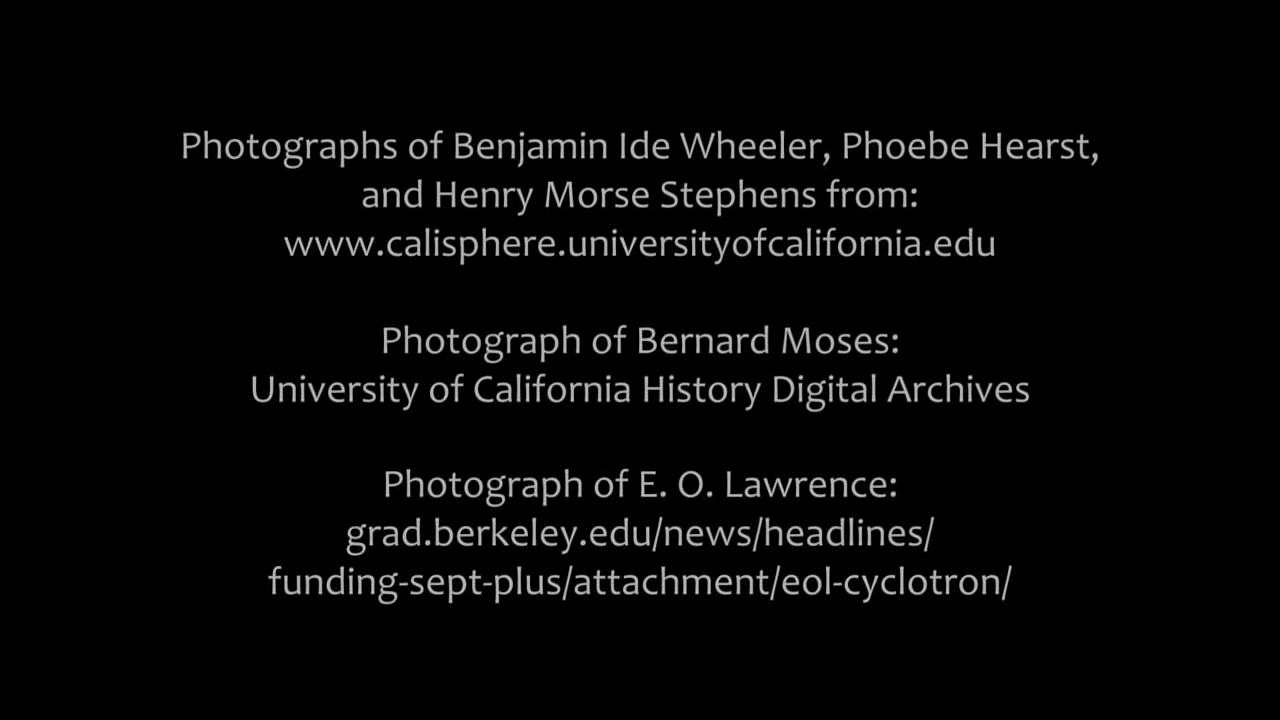 Photographs of Benjamin Ide Wheeler, Phoebe Hearst,
and Henry Morse Stephens from:
www.calisphere.universityofcalifornia.edu
Photograph of Bernard Moses:
University of California History Digital Archives
Photograph of E. O. Lawrence:
grad.berkeley.edu/news/headlines/
funding-sept-plus/attachment/eol-cyclotron/